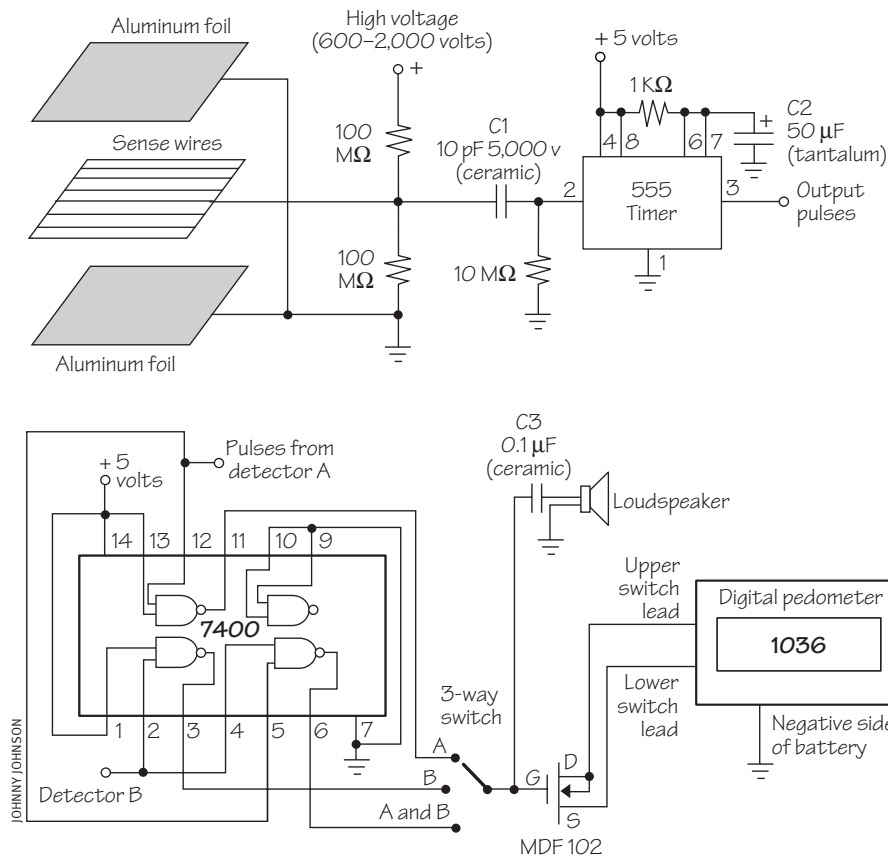 Aluminum foil
High voltage
(600–2,000 volts)
+
+ 5 volts
1 KΩ
C2
50 µF
(tantalum)
+
Sense wires
100
MΩ
C1
10 pF 5,000 v
(ceramic)
4
8
6
7
2
555
Timer
3
Output
pulses
100
MΩ
10 MΩ
1
Aluminum foil
C3
0.1 µF
(ceramic)
Loudspeaker
+ 5
volts
Pulses from
detector A
14
13
12
11
10
9
7400
Upper
switch
lead
Digital pedometer
1036
Lower
switch
lead
Negative side
of battery
1
2
3
4
5
6
7
3-way
switch
A
B
A and B
G
D
S
MDF 102
Detector B
JOHNNY JOHNSON